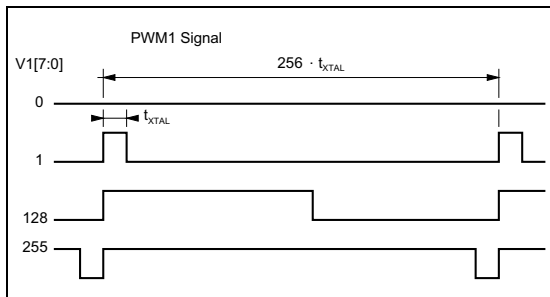 PWM1 Signal
V1[7:0]
256 · tXTAL
0
tXTAL
1
128
255